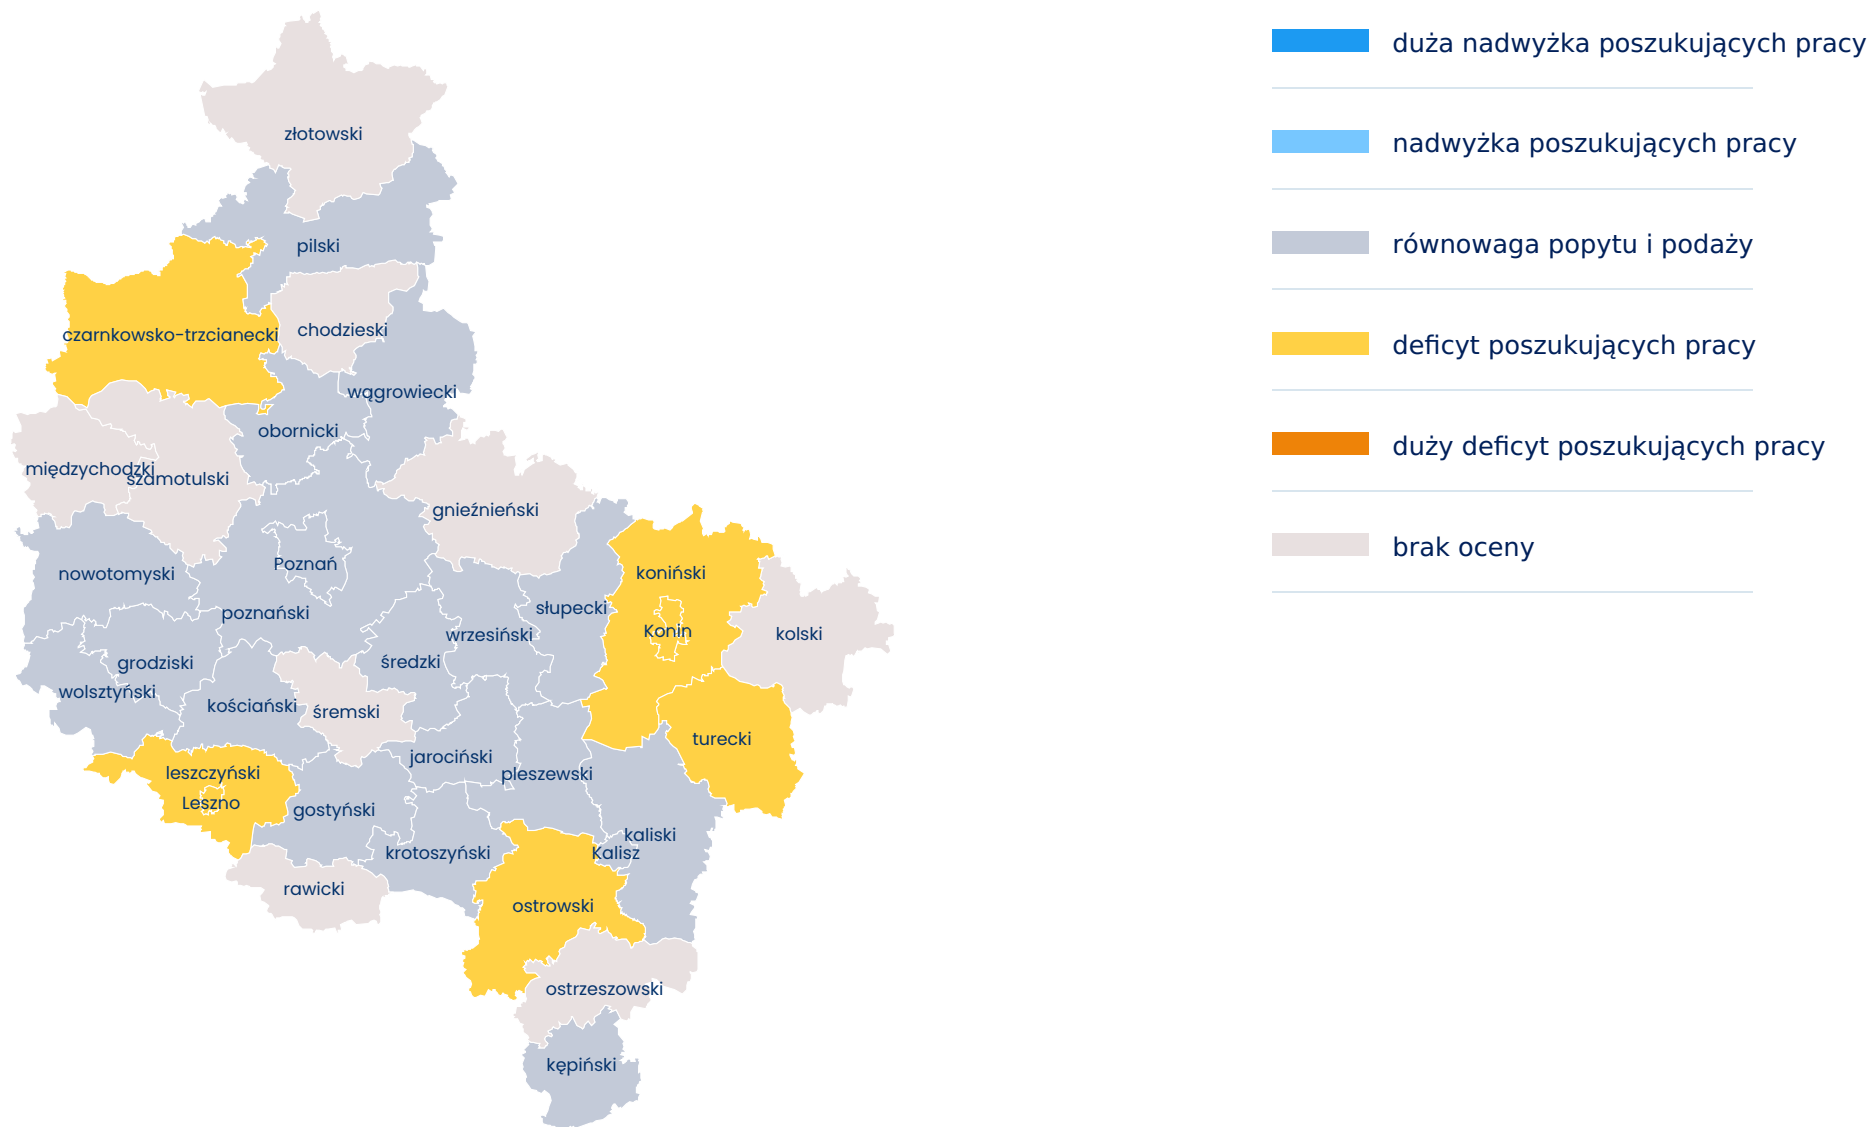 duża nadwyżka poszukujących pracy
nadwyżka poszukujących pracy
równowaga popytu i podaży
deficyt poszukujących pracy
duży deficyt poszukujących pracy
brak oceny
złotowski
pilski
czarnkowsko-trzcianecki
chodzieski
wągrowiecki
obornicki
międzychodzki
szamotulski
gnieźnieński
Poznań
nowotomyski
koniński
słupecki
poznański
Konin
kolski
wrzesiński
średzki
grodziski
wolsztyński
kościański
śremski
turecki
jarociński
leszczyński
pleszewski
Leszno
gostyński
kaliski
Kalisz
krotoszyński
rawicki
ostrowski
ostrzeszowski
kępiński